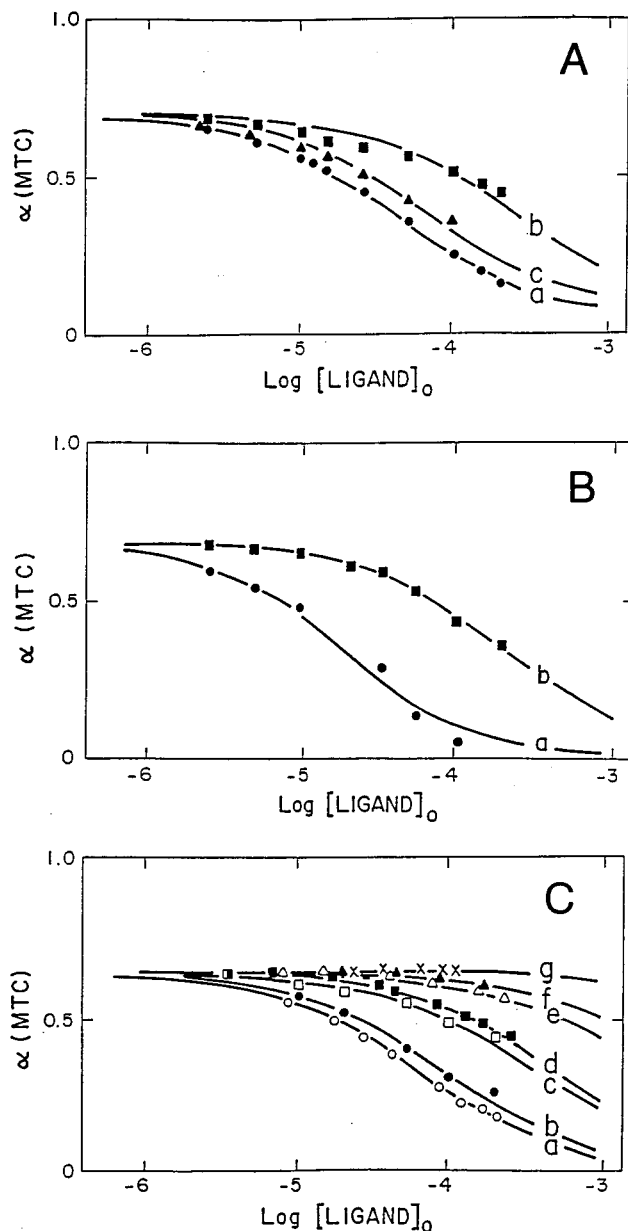 A
1.0
α (MTC)
0.5
b
c
a
0
-6 -5 -4 -3
Log [LIGAND]o
B
1.0
α (MTC)
0.5
b
a
0
-6 -5 -4 -3
Log [LIGAND]o
C
1.0
α (MTC)
0.5
g
f
e
d
c
b
a
0
-6 -5 -4 -3
Log [LIGAND]o